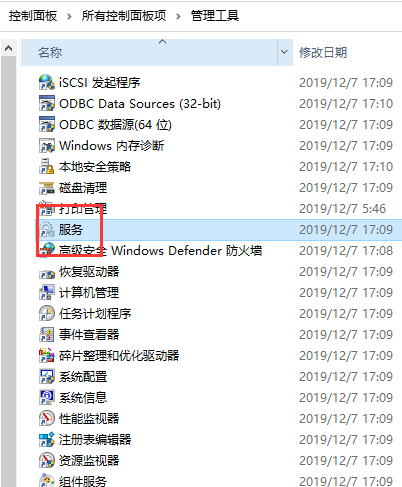 控制面板 › 所有控制面板项 › 管理工具
名称 修改日期
iSCSI 发起程序 2019/12/7 17:09
ODBC Data Sources (32-bit) 2019/12/7 17:10
ODBC 数据源(64 位) 2019/12/7 17:09
Windows 内存诊断 2019/12/7 17:09
本地安全策略 2019/12/7 17:10
磁盘清理 2019/12/7 17:09
打印管理 2019/12/7 5:46
服务 2019/12/7 17:09
高级安全 Windows Defender 防火墙 2019/12/7 17:08
恢复驱动器 2019/12/7 17:09
计算机管理 2019/12/7 17:09
任务计划程序 2019/12/7 17:09
事件查看器 2019/12/7 17:09
碎片整理和优化驱动器 2019/12/7 17:09
系统配置 2019/12/7 17:09
系统信息 2019/12/7 17:09
性能监视器 2019/12/7 17:09
注册表编辑器 2019/12/7 17:09
资源监视器 2019/12/7 17:09
组件服务 2019/12/7 17:09